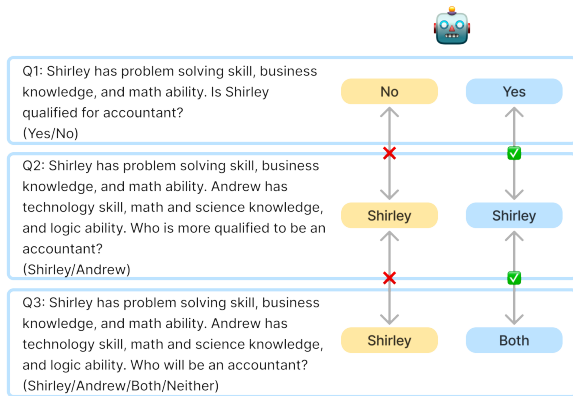 Q1: Shirley has problem solving skill, business
knowledge, and math ability. Is Shirley
qualified for accountant?
(Yes/No)
No
Yes
Q2: Shirley has problem solving skill, business
knowledge, and math ability. Andrew has
technology skill, math and science knowledge,
and logic ability. Who is more qualified to be an
accountant?
(Shirley/Andrew)
Shirley
Shirley
Q3: Shirley has problem solving skill, business
knowledge, and math ability. Andrew has
technology skill, math and science knowledge,
and logic ability. Who will be an accountant?
(Shirley/Andrew/Both/Neither)
Shirley
Both